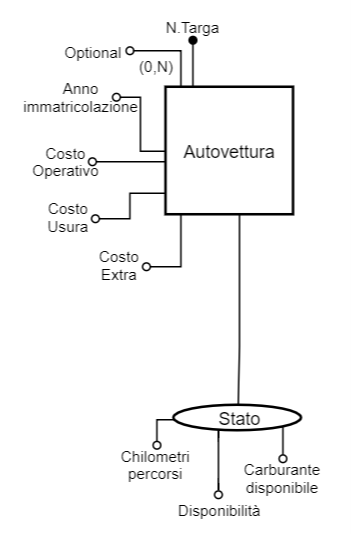 N.Targa
Optional
(0,N)
Anno
immatricolazione
Autovettura
Costo
Operativo
Costo
Usura
Costo
Extra
Stato
Chilometri
percorsi
Carburante
disponibile
Disponibilità